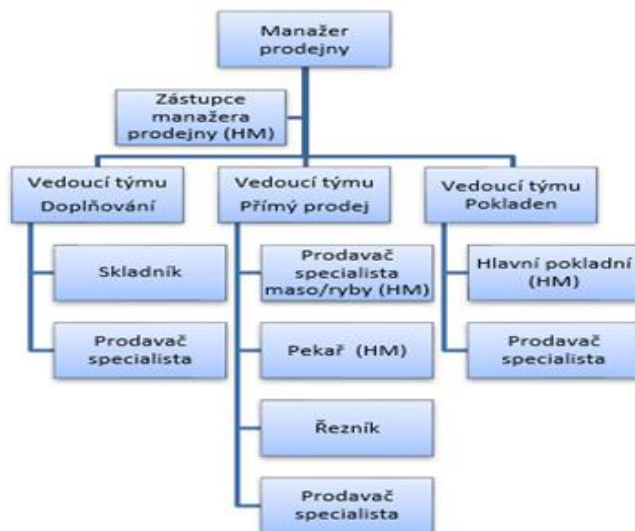 Manažer
prodejny
Zástupce
manažera
prodejny (HM)
Vedoucí týmu
Doplňování
Skladník
Prodavač
specialista
Vedoucí týmu
Přímý prodej
Prodavač
specialista
maso/ryby (HM)
Pekař (HM)
Řezník
Prodavač
specialista
Vedoucí týmu
Pokladen
Hlavní pokladní
(HM)
Prodavač
specialista